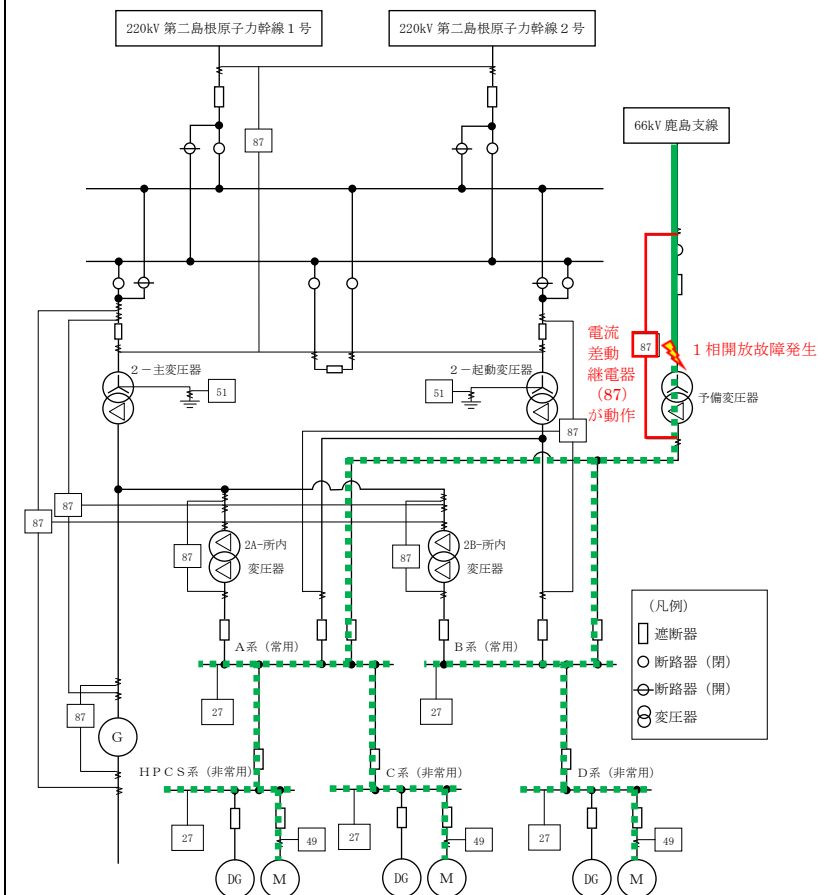 220kV 第二島根原子力幹線1号
220kV 第二島根原子力幹線2号
66kV 鹿島支線
87
87
電流
差動
継電器
(87)
が動作
1相開放故障発生
2-主変圧器
51
2-起動変圧器
51
予備変圧器
87
87
87
87
2A-所内
変圧器
87
2B-所内
変圧器
(凡例)
遮断器
断路器(閉)
断路器(開)
変圧器
A系(常用)
B系(常用)
27
27
87
G
HPCS系(非常用)
C系(非常用)
D系(非常用)
27
49
27
49
27
49
DG
M
DG
M
DG
M